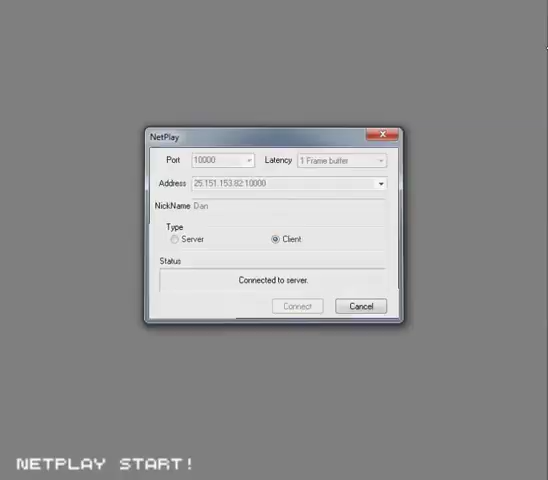 NetPlay
Port 10000 Latency 1 Frame buffer
Address 25.151.153.82:10000
NickName Dan
Type
Server Client
Status
Connected to server.
Connect Cancel
NETPLAY START!